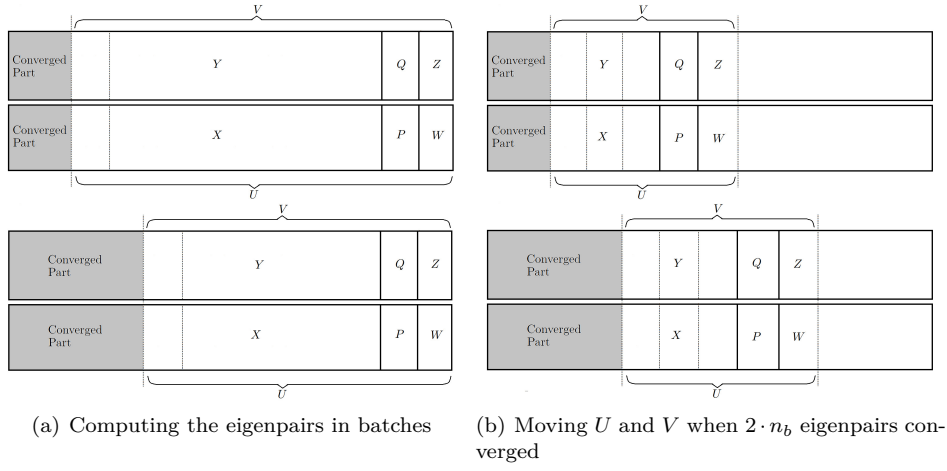 V
Converged
Part
Y
Q
Z
Converged
Part
X
P
W
U
V
Converged
Part
Y
Q
Z
Converged
Part
X
P
W
U
(a) Computing the eigenpairs in batches
V
Converged
Part
Y
Q
Z
Converged
Part
X
P
W
U
V
Converged
Part
Y
Q
Z
Converged
Part
X
P
W
U
(b) Moving U and V when 2 · n_b eigenpairs con-
verged